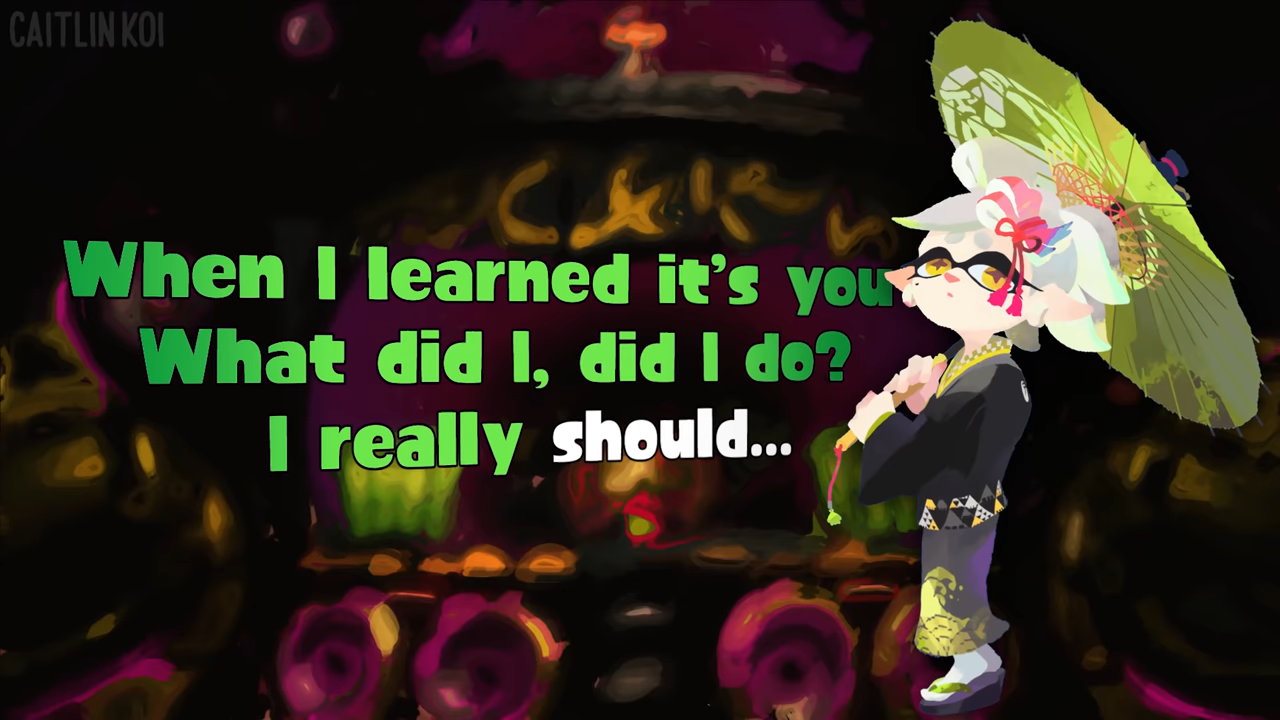 CAITLIN KOI
When I learned it's you
What did I, did I do?
I really should...